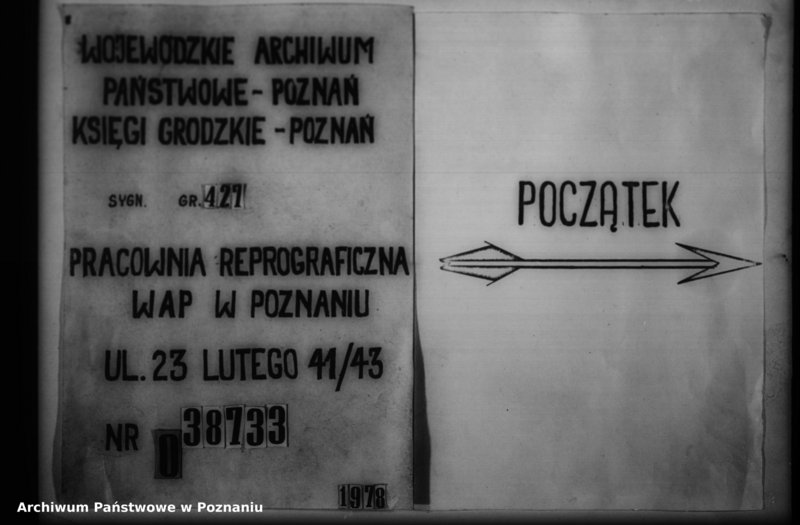 WOJEWÓDZKIE ARCHIWUM
PAŃSTWOWE - POZNAŃ
KSIĘGI GRODZKIE - POZNAŃ
SYGN. GR. 427
PRACOWNIA REPROGRAFICZNA
WAP W POZNANIU
UL. 23 LUTEGO 41/43
NR 0 38733
1978
POCZĄTEK
Archiwum Państwowe w Poznaniu